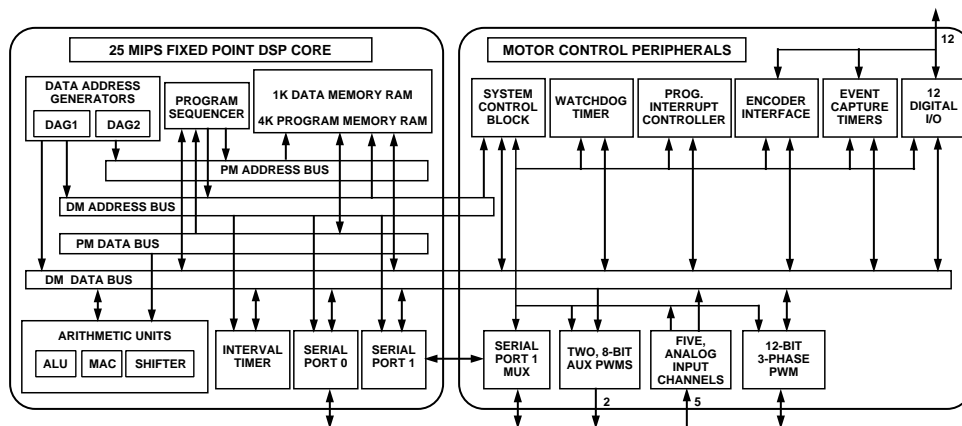 25 MIPS FIXED POINT DSP CORE
DATA ADDRESS
GENERATORS
DAG1
DAG2
PROGRAM
SEQUENCER
1K DATA MEMORY RAM
4K PROGRAM MEMORY RAM
PM ADDRESS BUS
DM ADDRESS BUS
PM DATA BUS
DM DATA BUS
ARITHMETIC UNITS
ALU
MAC
SHIFTER
INTERVAL
TIMER
SERIAL
PORT 0
SERIAL
PORT 1
MOTOR CONTROL PERIPHERALS
12
SYSTEM
CONTROL
BLOCK
WATCHDOG
TIMER
PROG.
INTERRUPT
CONTROLLER
ENCODER
INTERFACE
EVENT
CAPTURE
TIMERS
12
DIGITAL
I/O
SERIAL
PORT 1
MUX
TWO, 8-BIT
AUX PWMS
FIVE,
ANALOG
INPUT
CHANNELS
12-BIT
3-PHASE
PWM
2
5